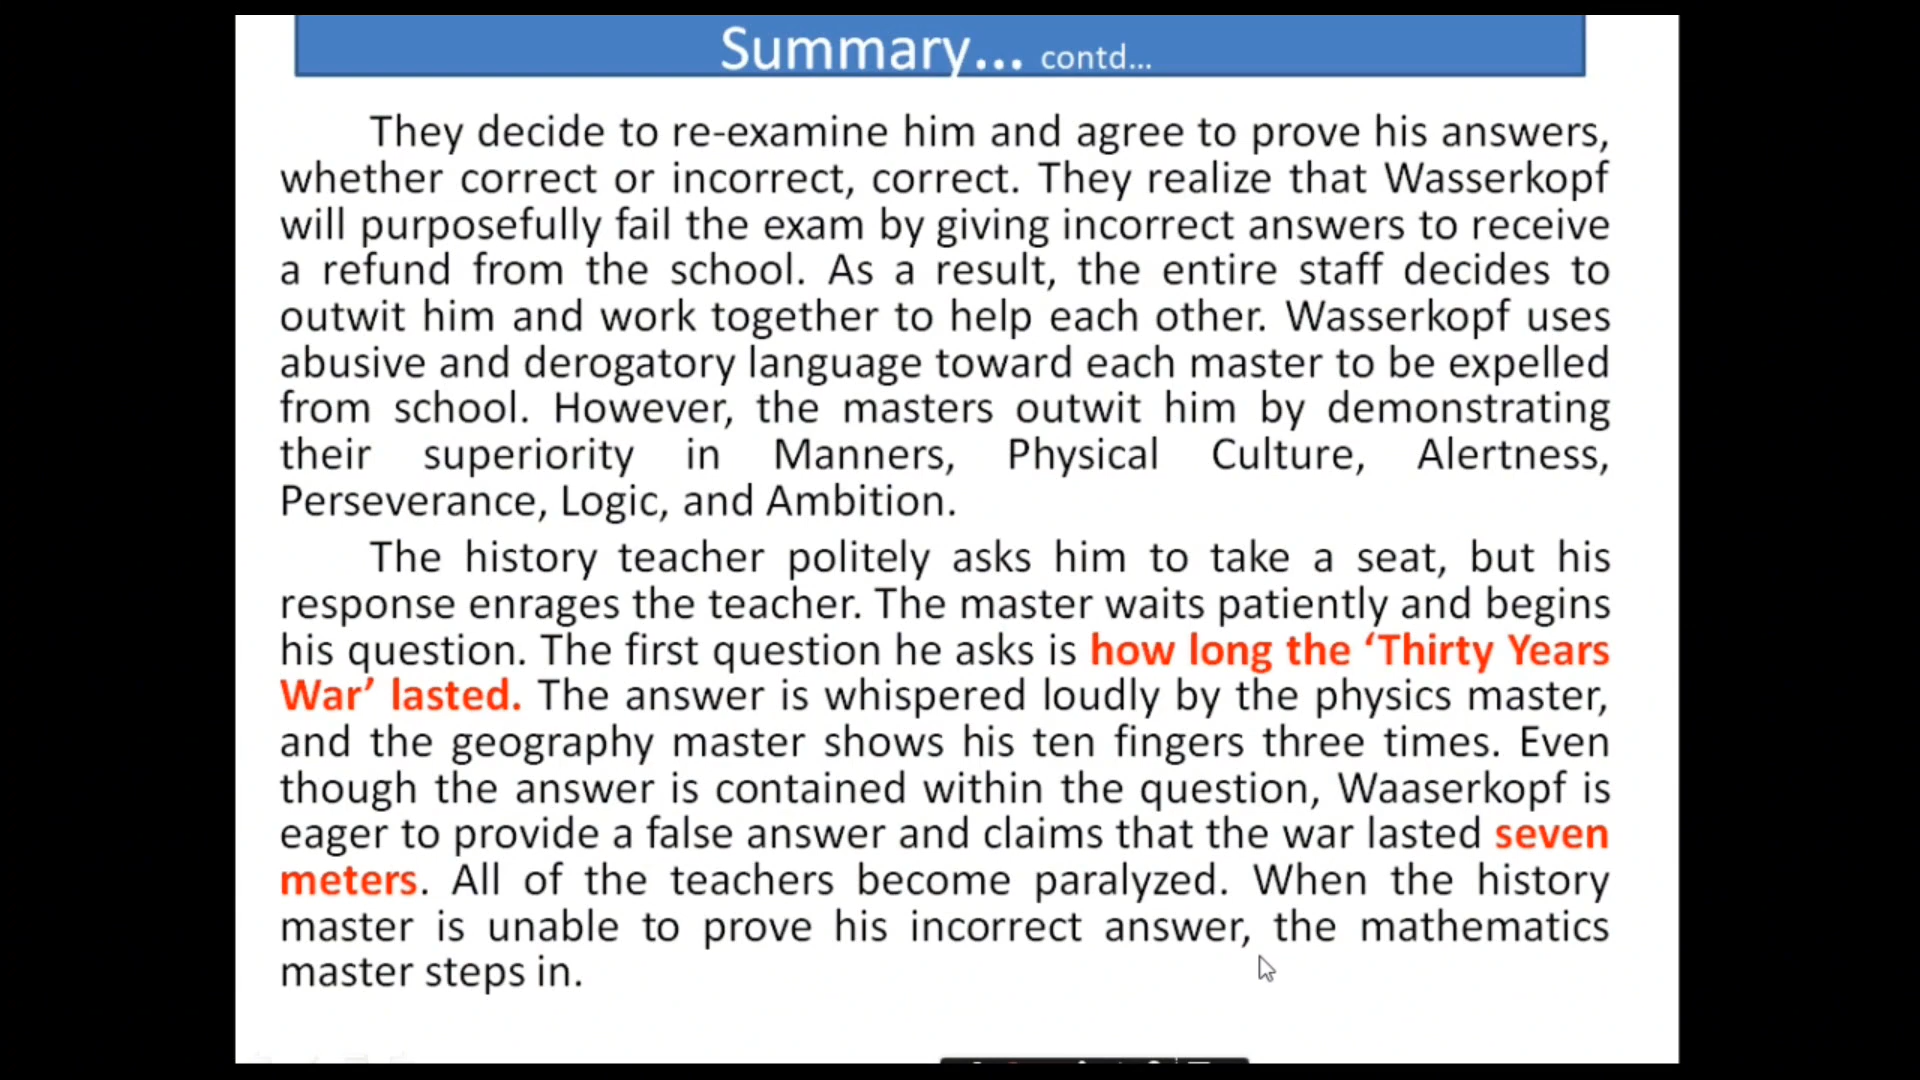 Summary... contd...
They decide to re-examine him and agree to prove his answers,
whether correct or incorrect, correct. They realize that Wasserkopf
will purposefully fail the exam by giving incorrect answers to receive
a refund from the school. As a result, the entire staff decides to
outwit him and work together to help each other. Wasserkopf uses
abusive and derogatory language toward each master to be expelled
from school. However, the masters outwit him by demonstrating
their superiority in Manners, Physical Culture, Alertness,
Perseverance, Logic, and Ambition.
The history teacher politely asks him to take a seat, but his
response enrages the teacher. The master waits patiently and begins
his question. The first question he asks is how long the ‘Thirty Years
War’ lasted. The answer is whispered loudly by the physics master,
and the geography master shows his ten fingers three times. Even
though the answer is contained within the question, Waaserkopf is
eager to provide a false answer and claims that the war lasted seven
meters. All of the teachers become paralyzed. When the history
master is unable to prove his incorrect answer, the mathematics
master steps in.